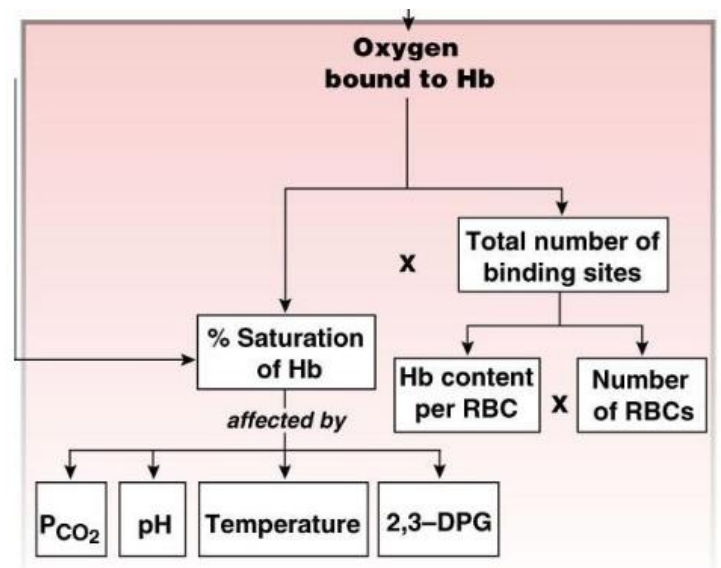 Oxygen
bound to Hb
Total number of
binding sites
x
% Saturation
of Hb
Hb content
per RBC
x
Number
of RBCs
affected by
PCO2
pH
Temperature
2,3–DPG